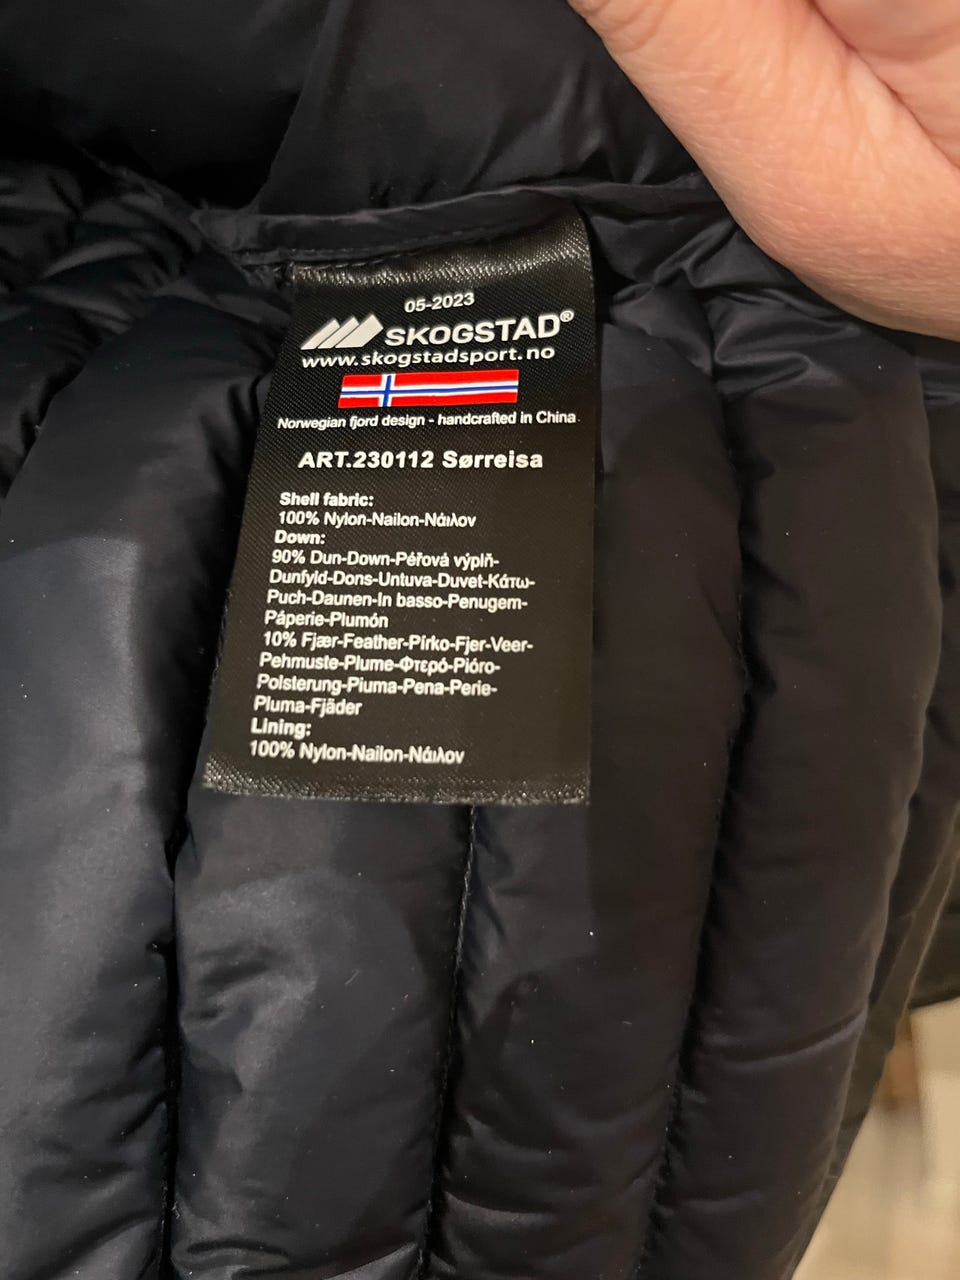 05-2023
SKOGSTAD®
www.skogstadsport.no
Norwegian fjord design - handcrafted in China
ART.230112 Sørreisa
Shell fabric:
100% Nylon-Nailon-Νάιλον
Down:
90% Dun-Down-Péřová výplň-
Dunfyld-Dons-Untuva-Duvet-Κάτω-
Puch-Daunen-In basso-Penugem-
Páperie-Plumón
10% Fjær-Feather-Pírko-Fjer-Veer-
Pehmuste-Plume-Φτερό-Pióro-
Polsterung-Piuma-Pena-Perie-
Pluma-Fjäder
Lining:
100% Nylon-Nailon-Νάιλον